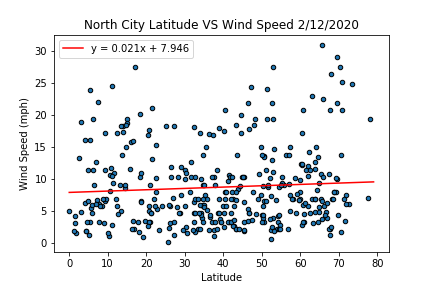 North City Latitude VS Wind Speed 2/12/2020
y = 0.021x + 7.946
Wind Speed (mph)
30
25
20
15
10
5
0
0 10 20 30 40 50 60 70 80
Latitude